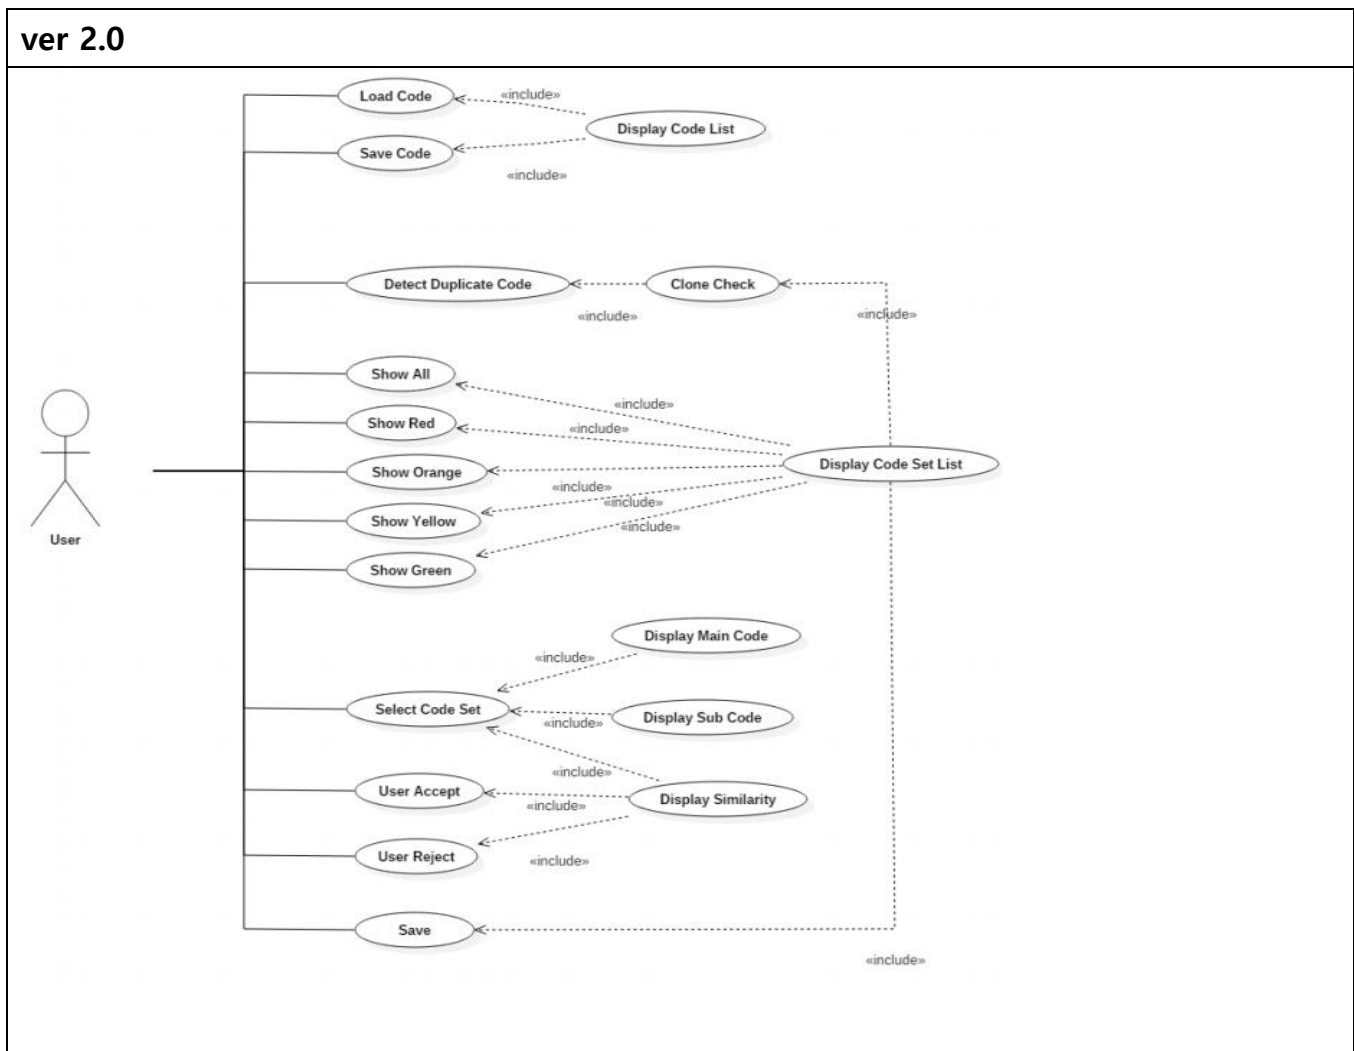 ver 2.0
Load Code
«include»
Display Code List
Save Code
«include»
Detect Duplicate Code
Clone Check
«include»
«include»
Show All
«include»
Show Red
«include»
Display Code Set List
Show Orange
«include»
«include»
Show Yellow
«include»
User
Show Green
Display Main Code
«include»
Select Code Set
Display Sub Code
«include»
«include»
User Accept
Display Similarity
«include»
User Reject
«include»
Save
«include»